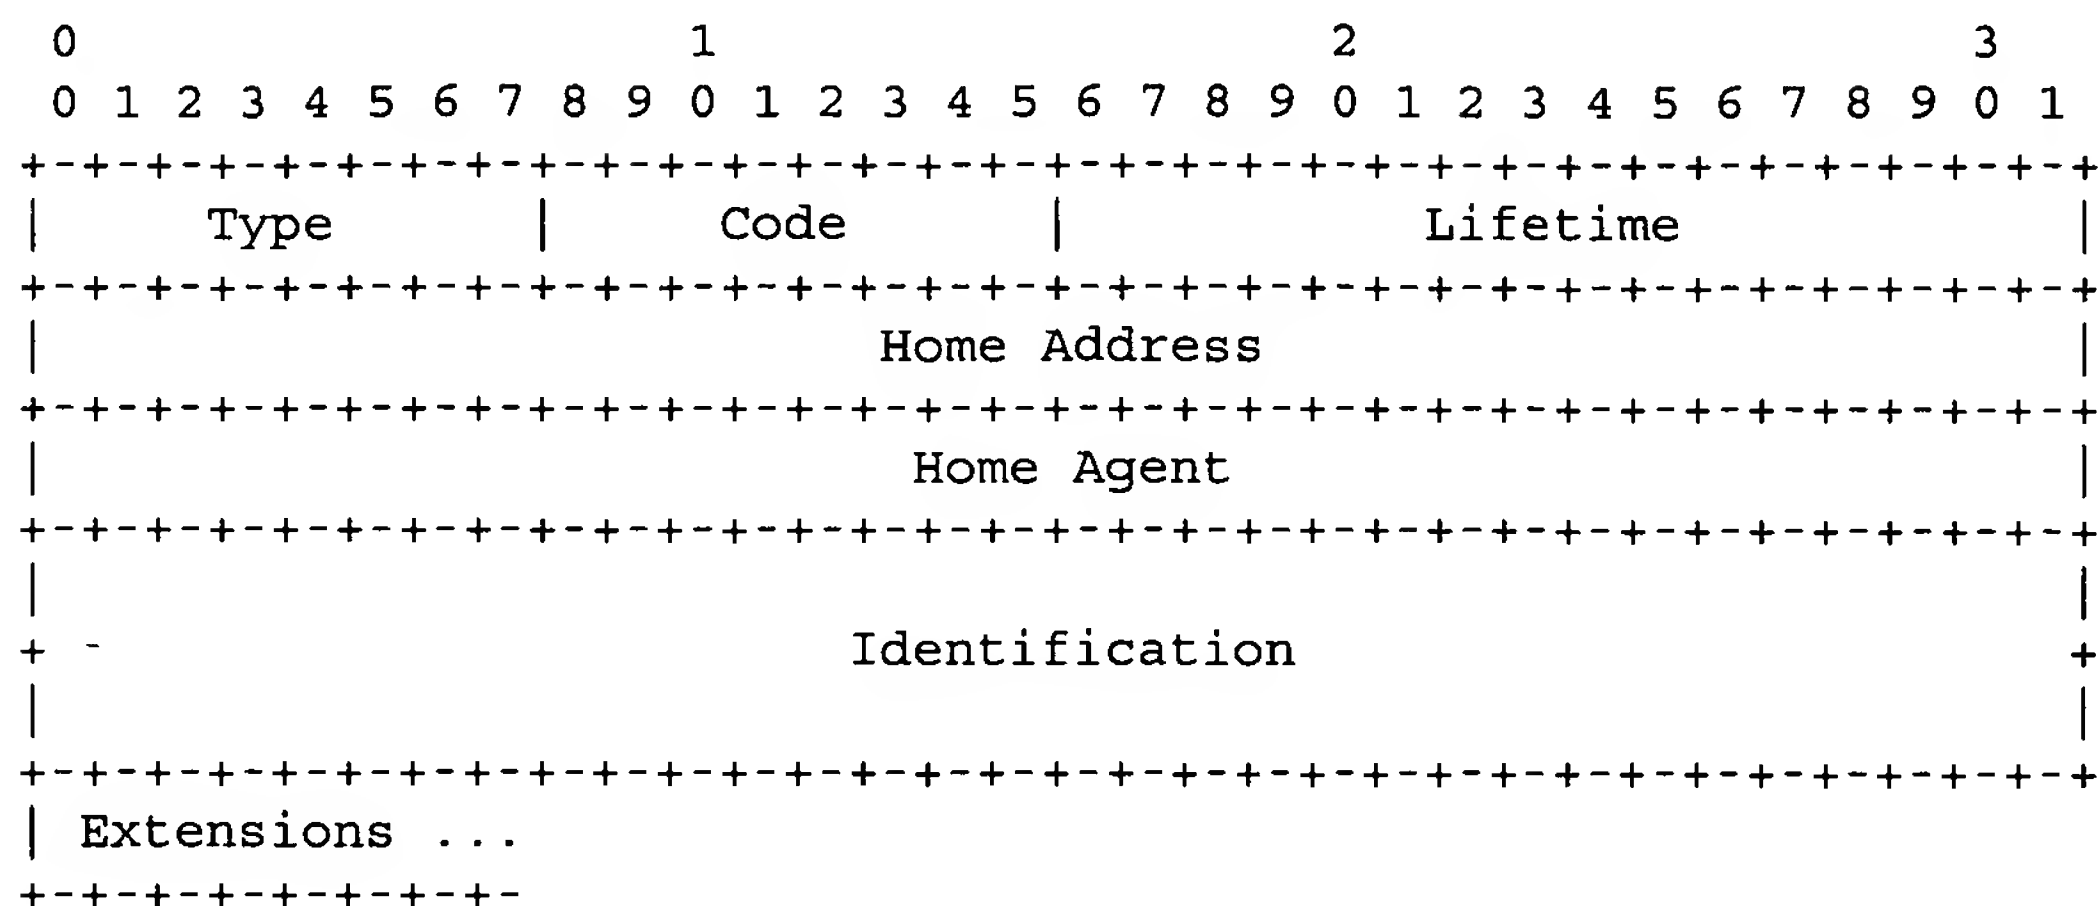 0                   1                   2                   3
 0 1 2 3 4 5 6 7 8 9 0 1 2 3 4 5 6 7 8 9 0 1 2 3 4 5 6 7 8 9 0 1
+-+-+-+-+-+-+-+-+-+-+-+-+-+-+-+-+-+-+-+-+-+-+-+-+-+-+-+-+-+-+-+-+
|     Type      |     Code      |           Lifetime            |
+-+-+-+-+-+-+-+-+-+-+-+-+-+-+-+-+-+-+-+-+-+-+-+-+-+-+-+-+-+-+-+-+
|                          Home Address                         |
+-+-+-+-+-+-+-+-+-+-+-+-+-+-+-+-+-+-+-+-+-+-+-+-+-+-+-+-+-+-+-+-+
|                           Home Agent                          |
+-+-+-+-+-+-+-+-+-+-+-+-+-+-+-+-+-+-+-+-+-+-+-+-+-+-+-+-+-+-+-+-+
|                                                               |
+ -                       Identification                        +
|                                                               |
+-+-+-+-+-+-+-+-+-+-+-+-+-+-+-+-+-+-+-+-+-+-+-+-+-+-+-+-+-+-+-+-+
| Extensions ...
+-+-+-+-+-+-+-+-